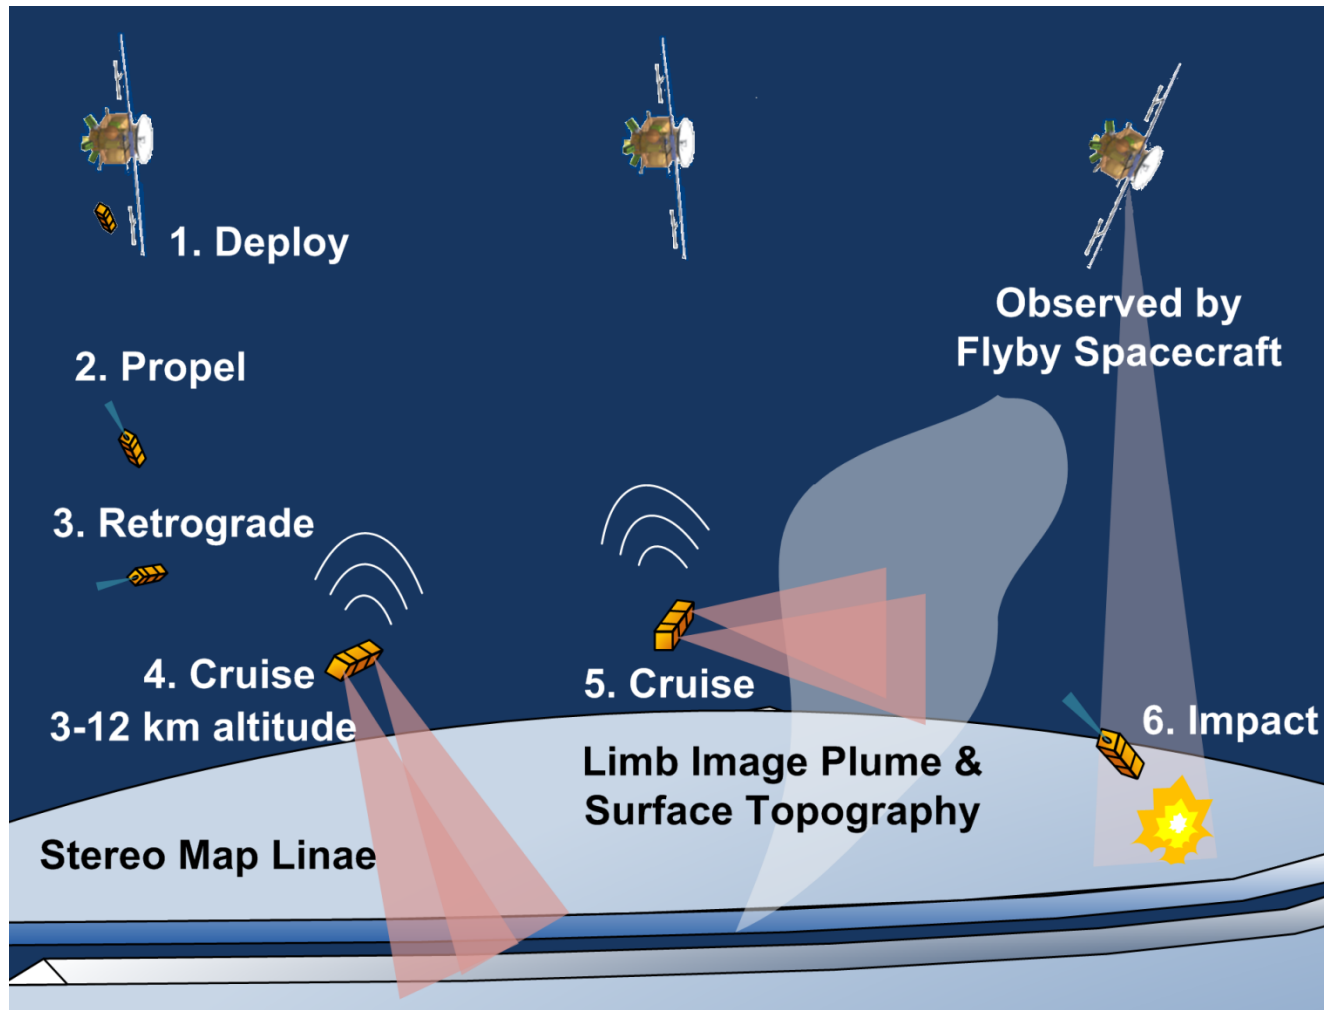 1. Deploy
Observed by
Flyby Spacecraft
2. Propel
3. Retrograde
4. Cruise
3-12 km altitude
5. Cruise
6. Impact
Limb Image Plume &
Surface Topography
Stereo Map Linae